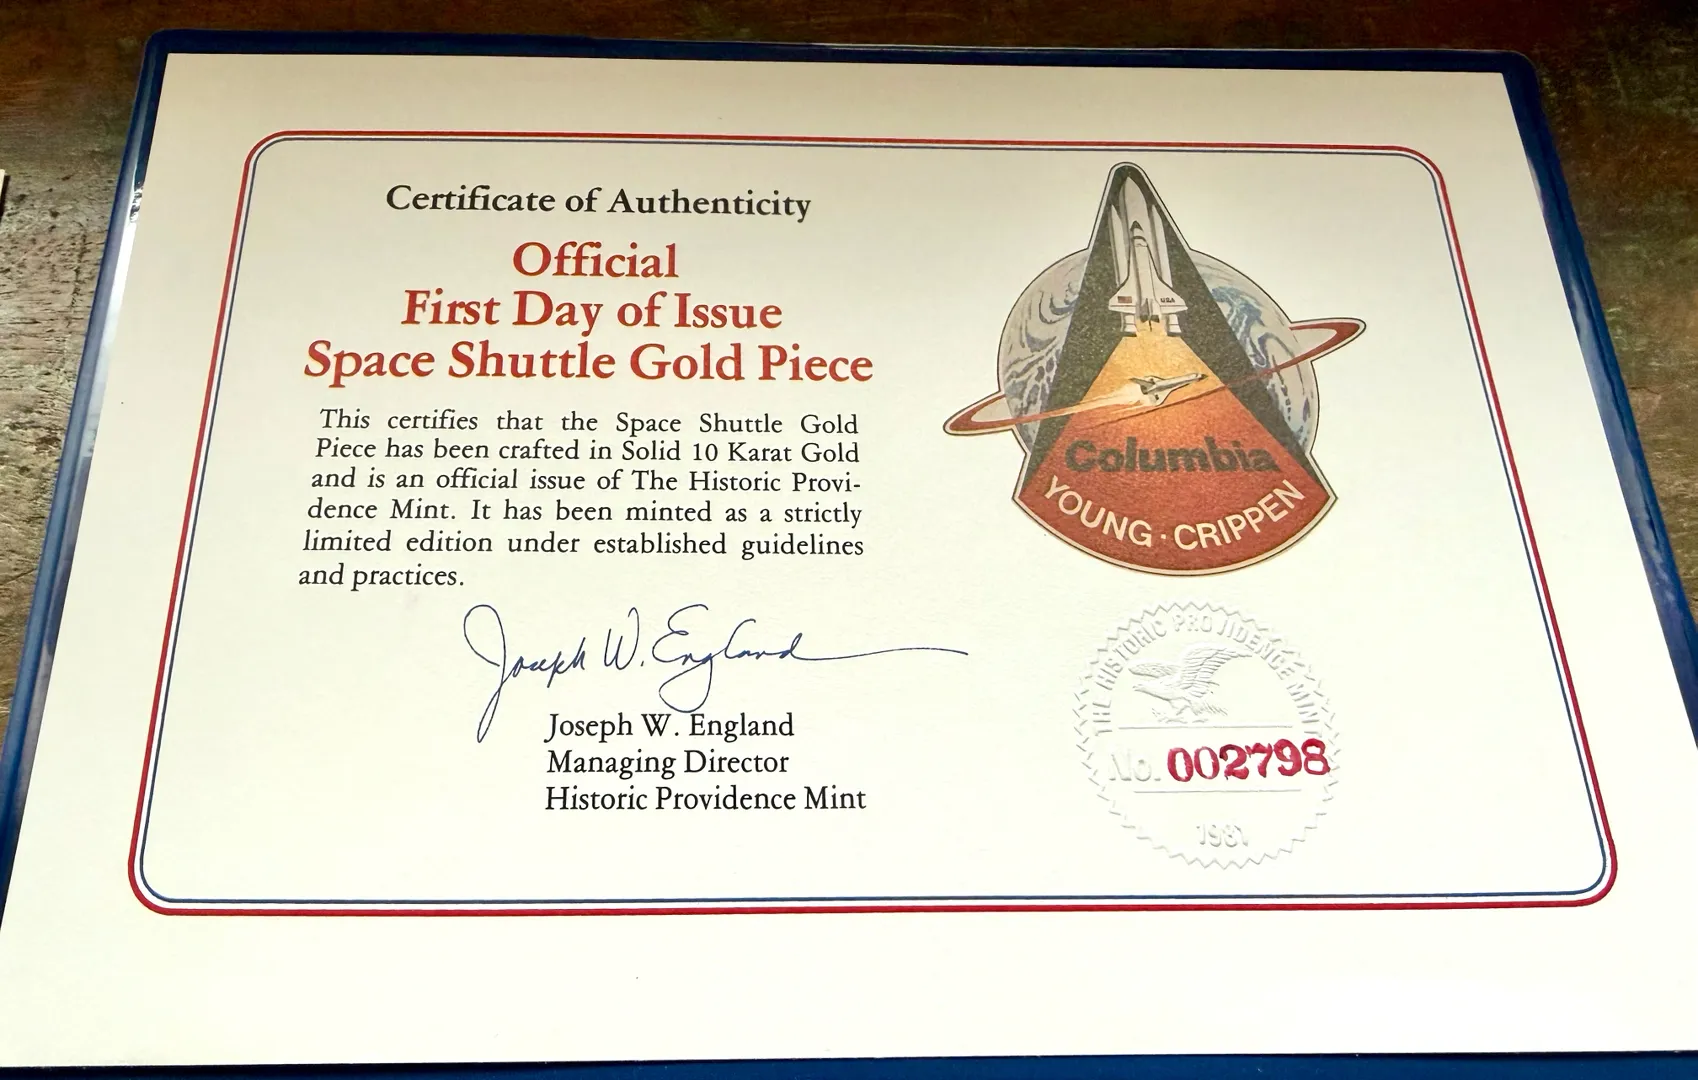 Certificate of Authenticity
Official
First Day of Issue
Space Shuttle Gold Piece
This certifies that the Space Shuttle Gold
Piece has been crafted in Solid 10 Karat Gold
and is an official issue of The Historic Provi-
dence Mint. It has been minted as a strictly
limited edition under established guidelines
and practices.
Joseph W. England
Joseph W. England
Managing Director
Historic Providence Mint
USA
Columbia
YOUNG · CRIPPEN
THE HISTORIC PROVIDENCE MINT
No. 002798
1981